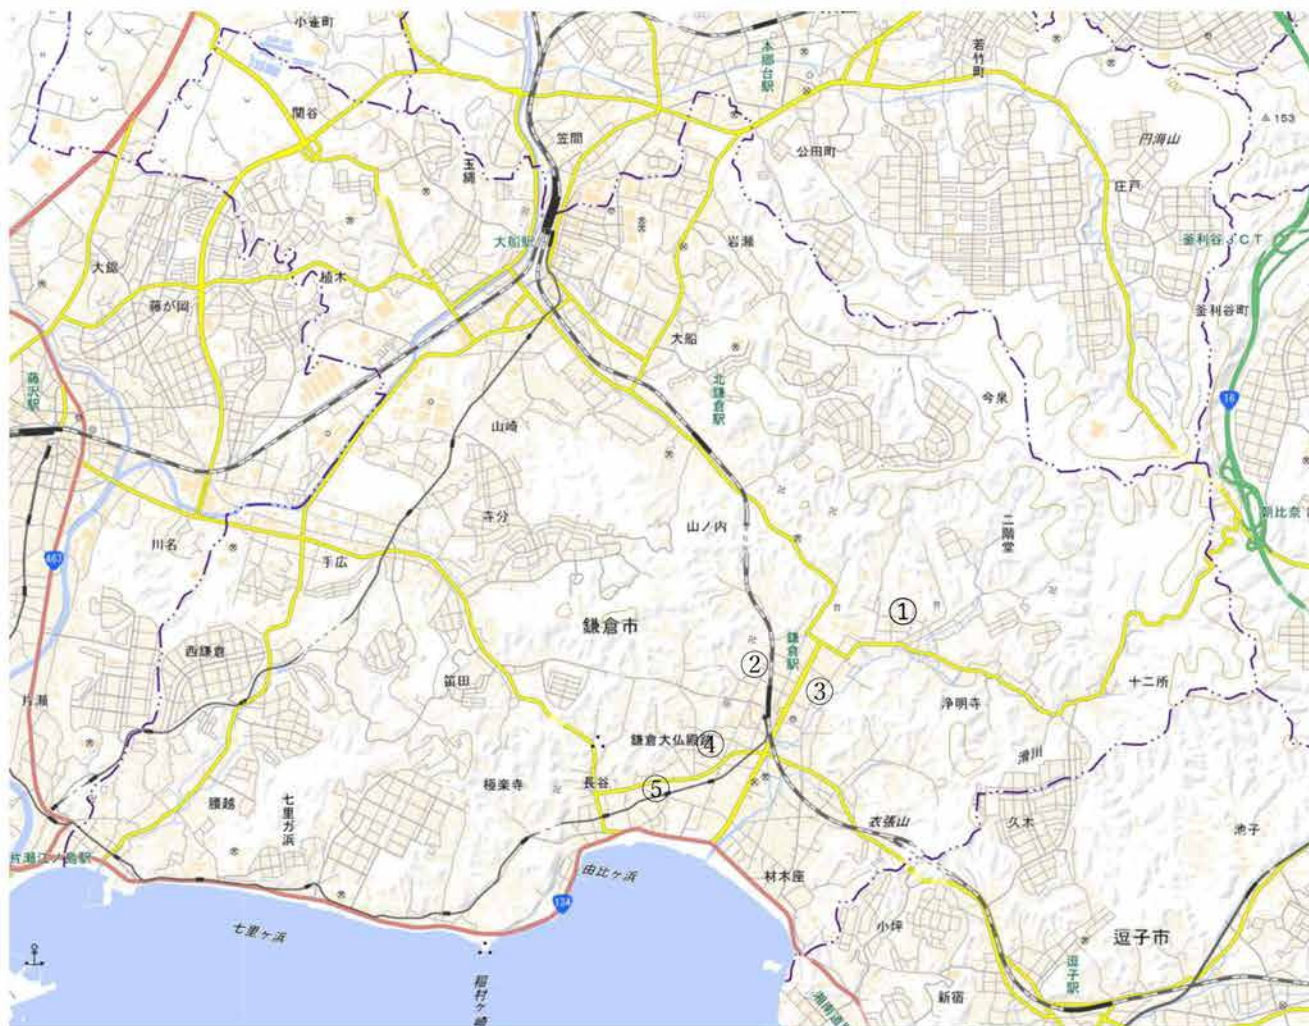 小雀町
本郷台駅
若竹町
関谷
153
笠間
円海山
公田町
玉縄
庄戸
大船駅
岩瀬
釜利谷JCT
大鋸
植木
藤が岡
釜利谷町
大船
藤沢駅
北鎌倉駅
今泉
16
山崎
寺分
山ノ内
二階堂
朝比奈I
川名
467
手広
①
鎌倉市
鎌倉駅
西鎌倉
②
笛田
③
十二所
片瀬
浄明寺
鎌倉大仏殿跡
④
滑川
極楽寺
長谷
⑤
腰越
七里ガ浜
衣張山
久木
池子
片瀬江ノ島駅
由比ヶ浜
材木座
134
七里ヶ浜
小坪
逗子市
稲村ヶ崎
逗子駅
新宿
湘南道路